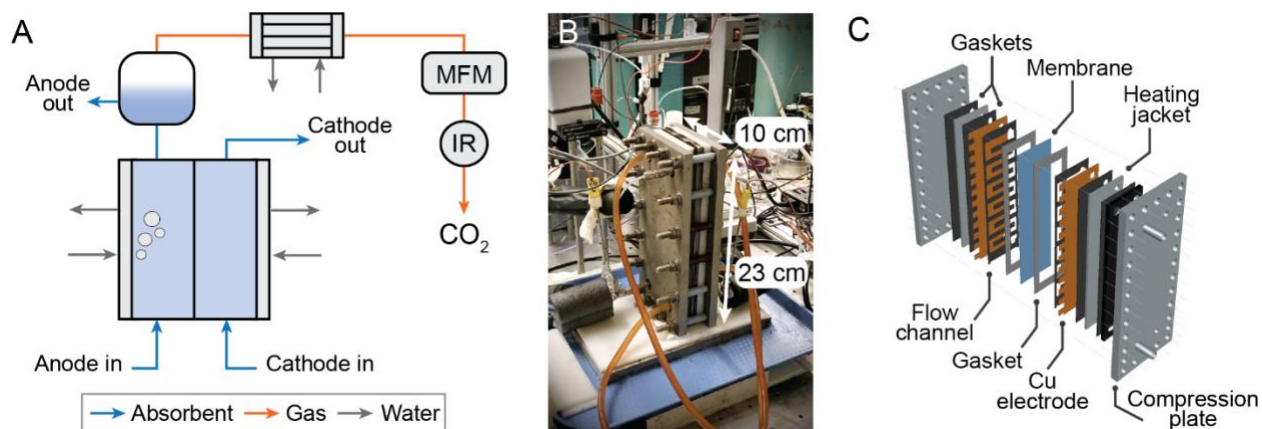 A
Anode
out
Cathode
out
MFM
IR
CO₂
Anode in
Cathode in
Absorbent
Gas
Water
B
10 cm
23 cm
C
Gaskets
Membrane
Heating
jacket
Flow
channel
Gasket
Cu
electrode
Compression
plate